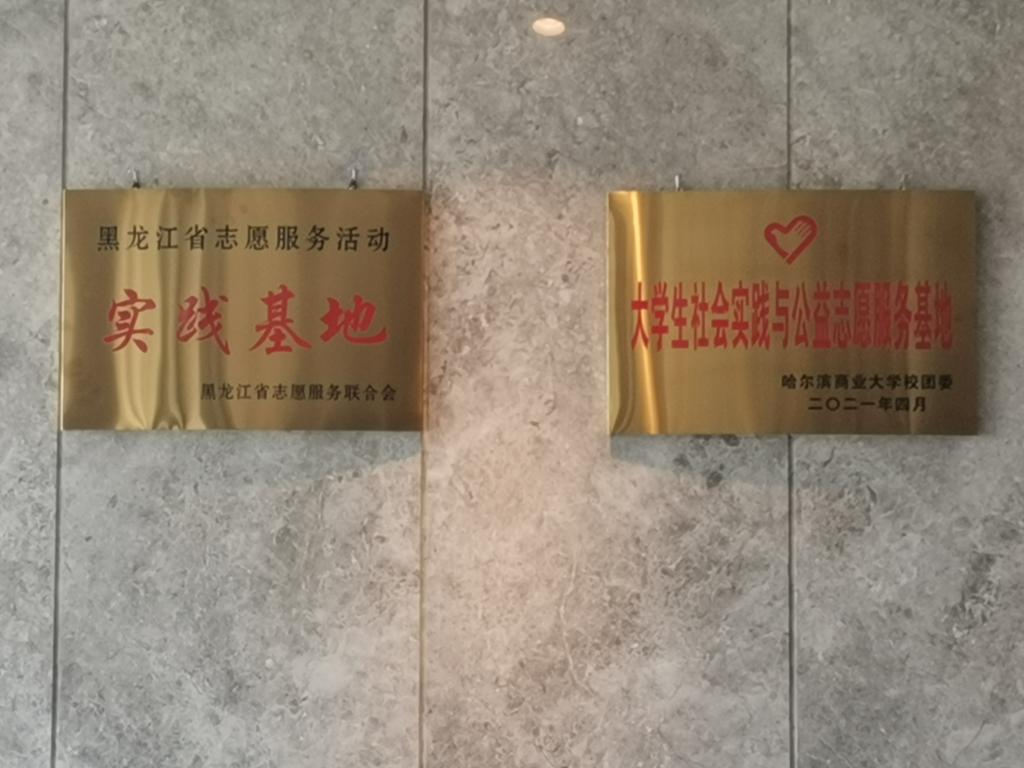 黑龙江省志愿服务活动
实践基地
黑龙江省志愿服务联合会
大学生社会实践与公益志愿服务基地
哈尔滨商业大学校团委
二〇二一年四月